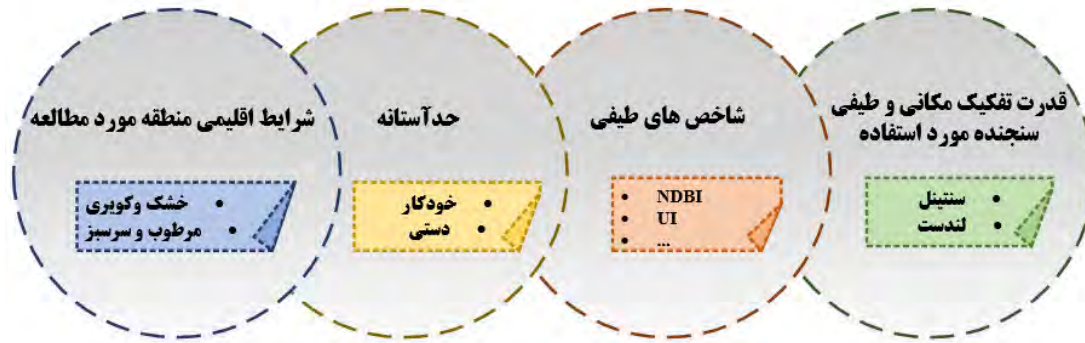 قدرت تفکیک مکانی و طیفی
سنجنده مورد استفاده
• سنتینل
• لندست
شاخص های طیفی
• NDBI
• UI
• ...
حدآستانه
• خودکار
• دستی
شرایط اقلیمی منطقه مورد مطالعه
• خشک وکویری
• مرطوب و سرسبز